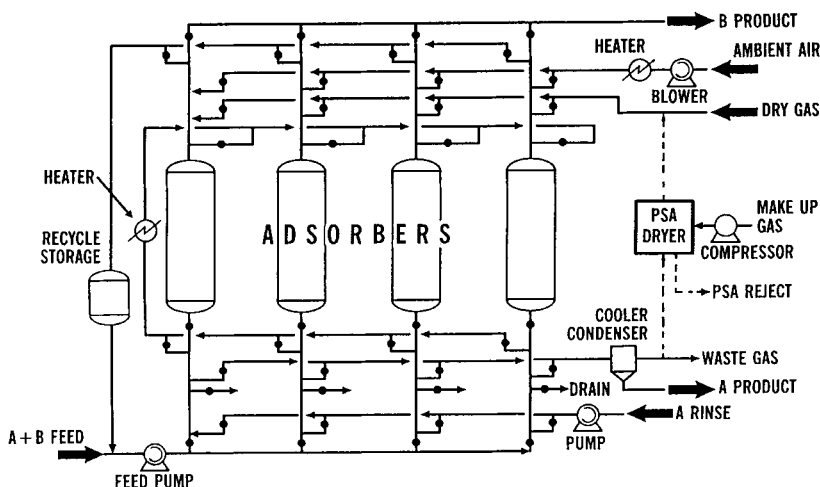 B PRODUCT
HEATER
AMBIENT AIR
BLOWER
DRY GAS
HEATER
RECYCLE
STORAGE
ADSORBERS
PSA
DRYER
MAKE UP
GAS
COMPRESSOR
PSA REJECT
COOLER
CONDENSER
WASTE GAS
DRAIN
A PRODUCT
A RINSE
PUMP
A + B FEED
FEED PUMP